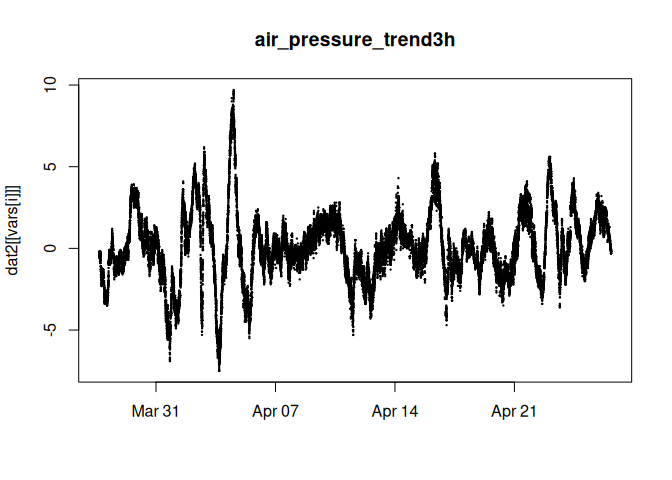 air_pressure_trend3h
dat2[[vars[i]]]
10
5
0
-5
Mar 31
Apr 07
Apr 14
Apr 21